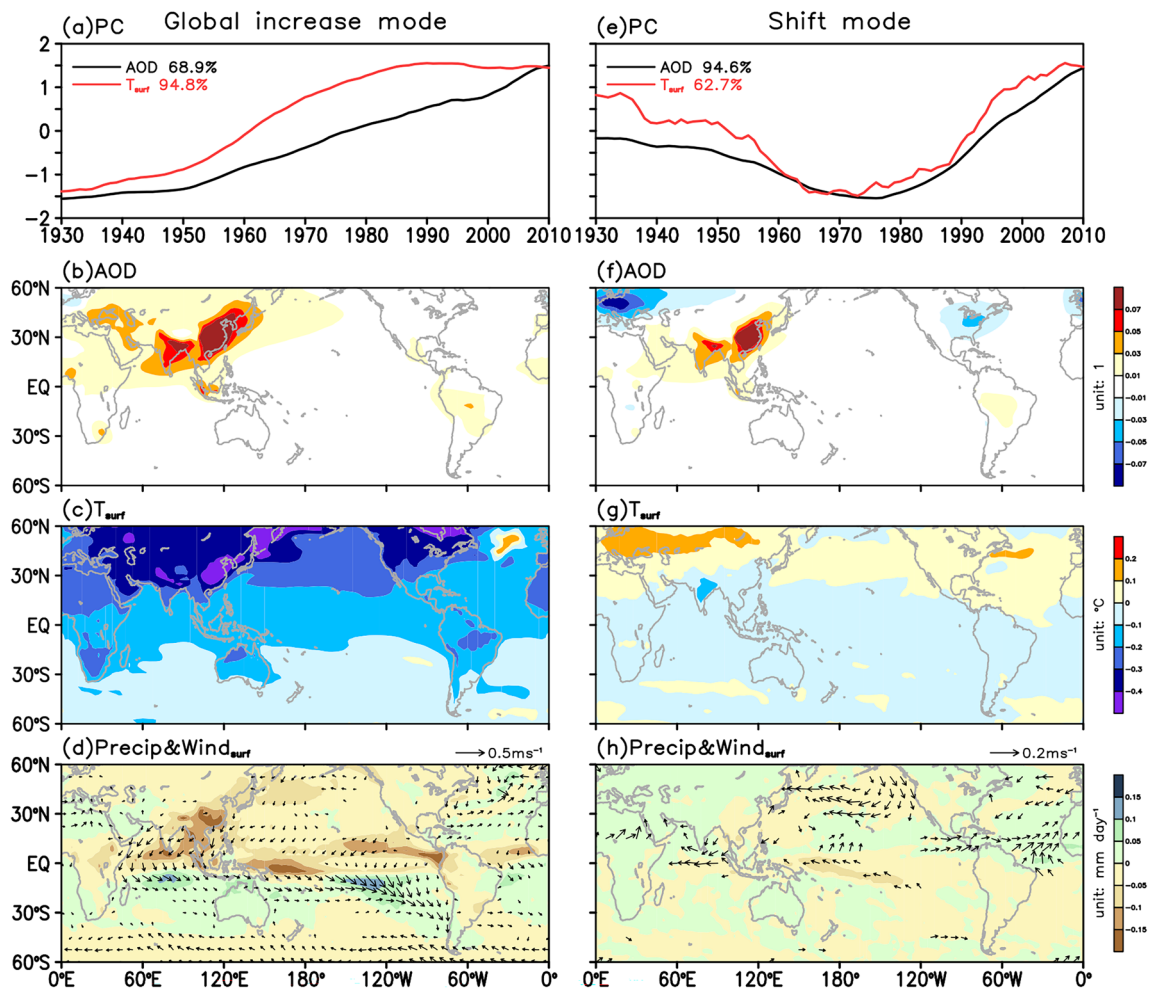 Global increase mode
Shift mode
(a)PC
(e)PC
2
1
0
−1
−2
AOD 68.9%
Tsurf 94.8%
AOD 94.6%
Tsurf 62.7%
1930 1940 1950 1960 1970 1980 1990 2000 2010
1930 1940 1950 1960 1970 1980 1990 2000 2010
(b)AOD
(f)AOD
60°N
30°N
EQ
30°S
60°S
0.07
0.05
0.03
0.01
−0.01
−0.03
−0.05
−0.07
unit: 1
(c)Tsurf
(g)Tsurf
60°N
30°N
EQ
30°S
60°S
0.2
0.1
0
−0.1
−0.2
−0.3
−0.4
unit: °C
(d)Precip&Windsurf
0.5ms⁻¹
(h)Precip&Windsurf
0.2ms⁻¹
60°N
30°N
EQ
30°S
60°S
0.15
0.1
0.05
0
−0.05
−0.1
−0.15
unit: mm day⁻¹
0°E 60°E 120°E 180° 120°W 60°W 0°
0°E 60°E 120°E 180° 120°W 60°W 0°